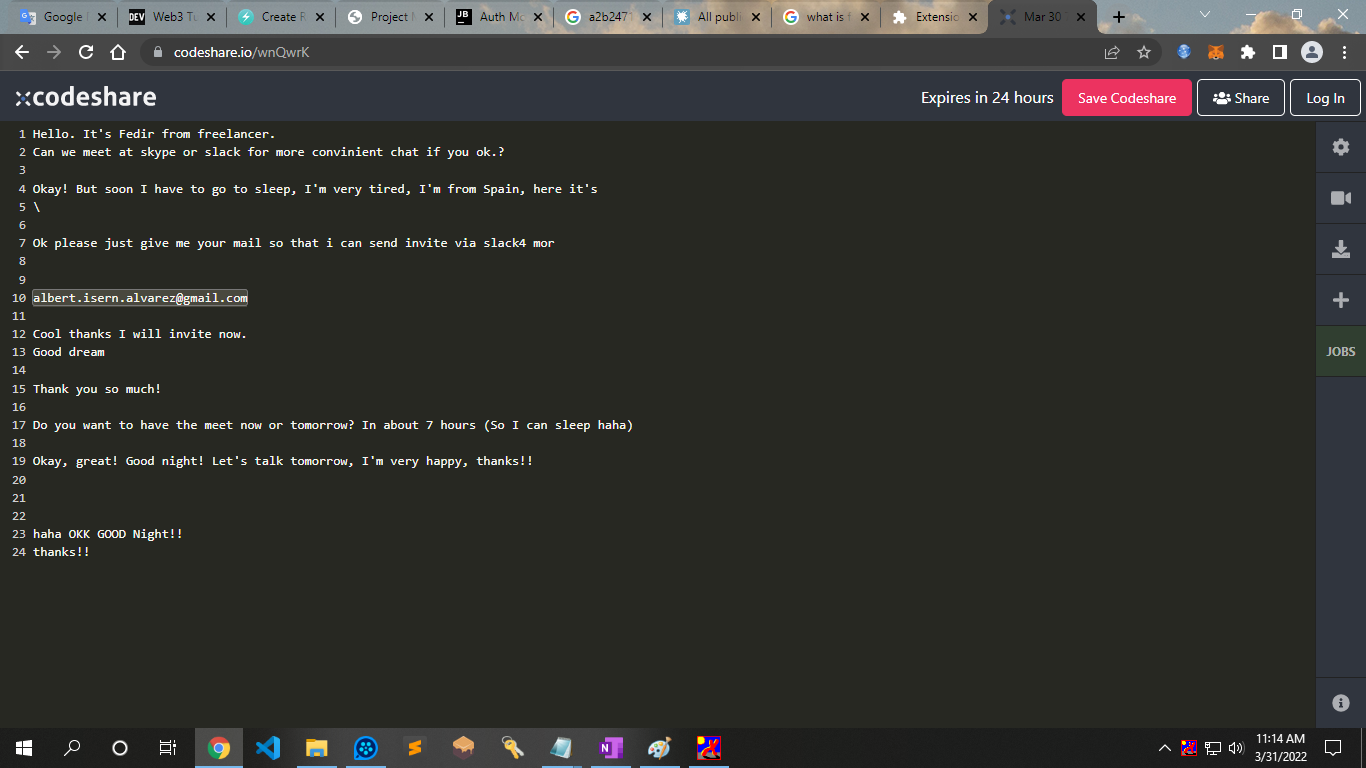 Google
Web3 Tu
Create R
Project
Auth Mo
a2b2471
All publi
what is f
Extensio
Mar 30
codeshare.io/wnQwrK
codeshare
Expires in 24 hours
Save Codeshare
Share
Log In
1 Hello. It's Fedir from freelancer.
2 Can we meet at skype or slack for more convinient chat if you ok.?
3
4 Okay! But soon I have to go to sleep, I'm very tired, I'm from Spain, here it's
5 \
6
7 Ok please just give me your mail so that i can send invite via slack4 mor
8
9
10 albert.isern.alvarez@gmail.com
11
12 Cool thanks I will invite now.
13 Good dream
14
15 Thank you so much!
16
17 Do you want to have the meet now or tomorrow? In about 7 hours (So I can sleep haha)
18
19 Okay, great! Good night! Let's talk tomorrow, I'm very happy, thanks!!
20
21
22
23 haha OKK GOOD Night!!
24 thanks!!
JOBS
11:14 AM
3/31/2022